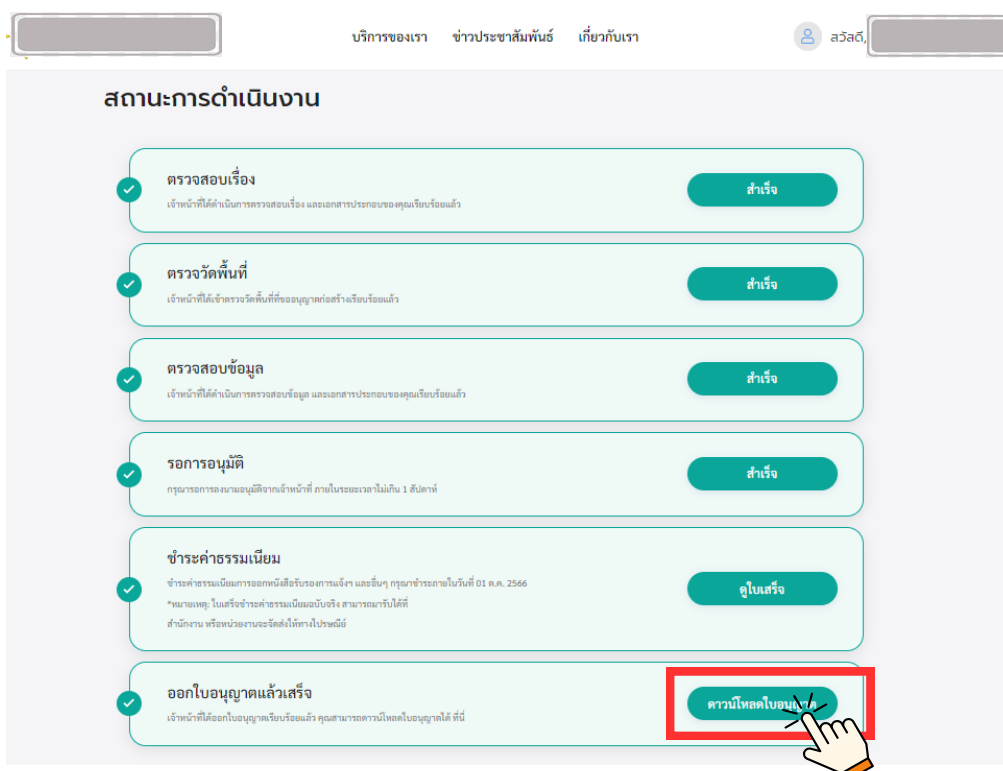 บริการของเรา ข่าวประชาสัมพันธ์ เกี่ยวกับเรา สวัสดี,
สถานะการดำเนินงาน
ตรวจสอบเรื่อง
เจ้าหน้าที่ได้ดำเนินการตรวจสอบเรื่อง และเอกสารประกอบของคุณเรียบร้อยแล้ว
สำเร็จ
ตรวจวัดพื้นที่
เจ้าหน้าที่ได้เข้าตรวจวัดพื้นที่ที่ขออนุญาตก่อสร้างเรียบร้อยแล้ว
สำเร็จ
ตรวจสอบข้อมูล
เจ้าหน้าที่ได้ดำเนินการตรวจสอบข้อมูล และเอกสารประกอบของคุณเรียบร้อยแล้ว
สำเร็จ
รอการอนุมัติ
กรุณารอการลงนามอนุมัติจากเจ้าหน้าที่ ภายในระยะเวลาไม่เกิน 1 สัปดาห์
สำเร็จ
ชำระค่าธรรมเนียม
ชำระค่าธรรมเนียมการออกหนังสือรับรองการแจ้งฯ และอื่นๆ กรุณาชำระภายในวันที่ 01 ต.ค. 2566
*หมายเหตุ: ใบเสร็จชำระค่าธรรมเนียมฉบับจริง สามารถมารับได้ที่
สำนักงาน หรือหน่วยงานจะจัดส่งให้ทางไปรษณีย์
ดูใบเสร็จ
ออกใบอนุญาตแล้วเสร็จ
เจ้าหน้าที่ได้ออกใบอนุญาตเรียบร้อยแล้ว คุณสามารถดาวน์โหลดใบอนุญาตได้ ที่นี่
ดาวน์โหลดใบอนุญาต